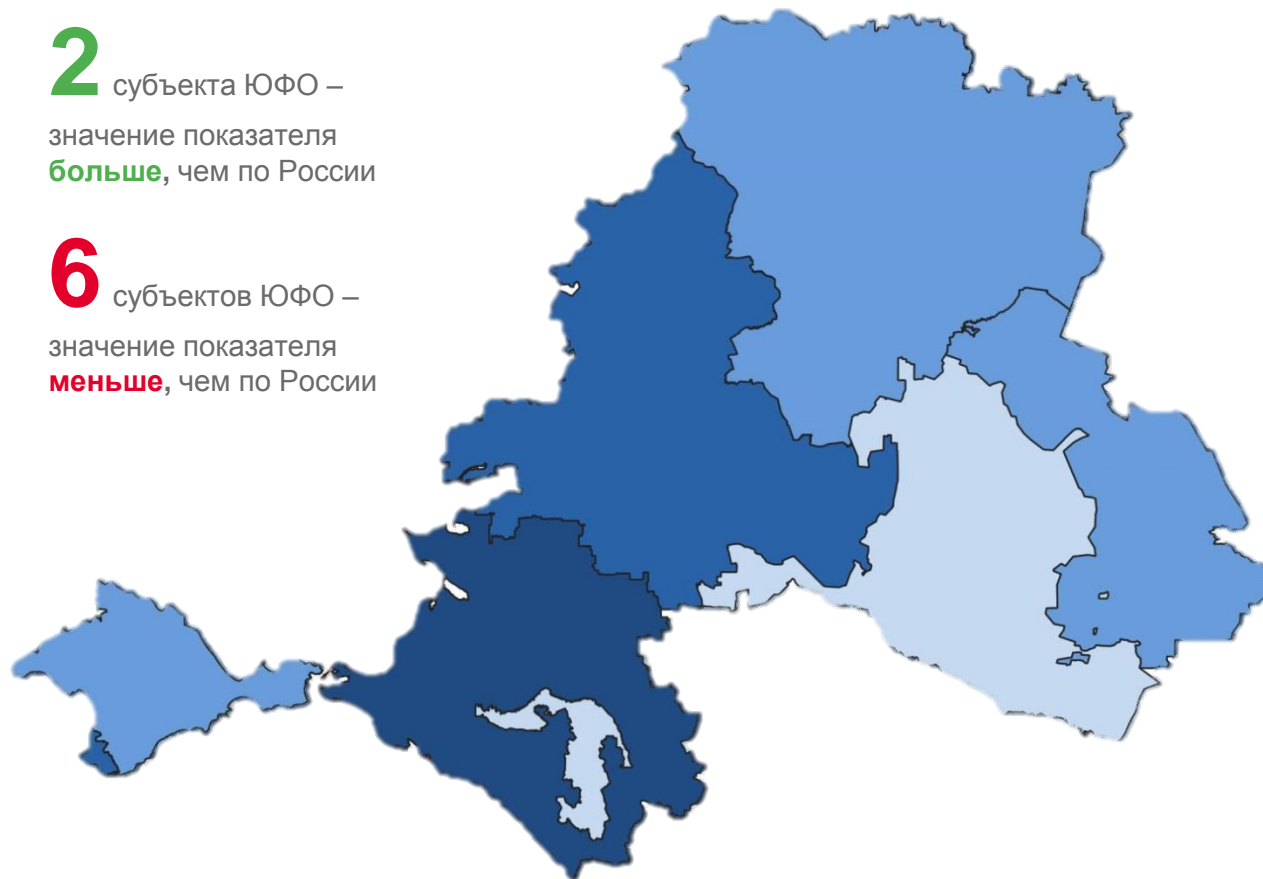 2 субъекта ЮФО –
значение показателя
больше, чем по России
6 субъектов ЮФО –
значение показателя
меньше, чем по России